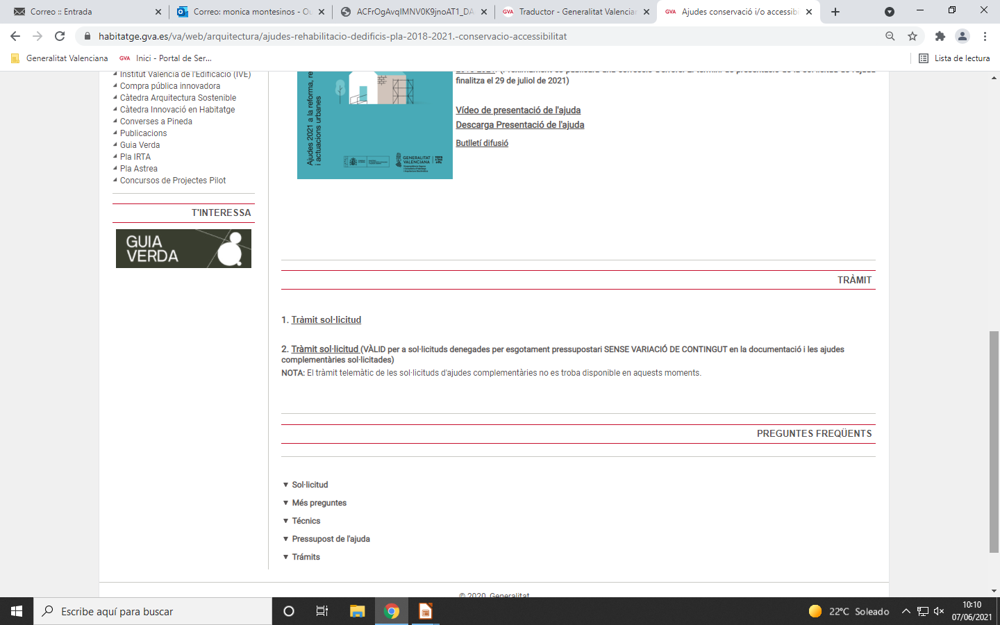 Correo :: Entrada
Correo: monica montesinos - Ou
ACFrOgAvqlMNV0K9jnoAT1_DA
Traductor - Generalitat Valencian
Ajudes conservació i/o accessibi
habitatge.gva.es/va/web/arquitectura/ajudes-rehabilitacio-dedificis-pla-2018-2021.-conservacio-accessibilitat
Generalitat Valenciana
GVA Inici - Portal de Ser...
Lista de lectura
Institut Valencià de l'Edificació (IVE)
Compra pública innovadora
Càtedra Arquitectura Sostenible
Càtedra Innovació en Habitatge
Converses a Pineda
Publicacions
Guia Verda
Pla IRTA
Pla Astrea
Concursos de Projectes Pilot
T'INTERESSA
GUIA
VERDA
Ajudes 2021 a la reforma, re
i actuacions urbanes
GENERALITAT
VALENCIANA
finalitza el 29 de juliol de 2021)
Vídeo de presentació de l'ajuda
Descarga Presentació de l'ajuda
Butlletí difusió
TRÀMIT
1. Tràmit sol·licitud
2. Tràmit sol·licitud (VÀLID per a sol·licituds denegades per esgotament pressupostari SENSE VARIACIÓ DE CONTINGUT en la documentació i les ajudes
complementàries sol·licitades)
NOTA: El tràmit telemàtic de les sol·licituds d'ajudes complementàries no es troba disponible en aquests moments.
PREGUNTES FREQÜENTS
Sol·licitud
Més preguntes
Técnics
Pressupost de l'ajuda
Trámits
© 2020, Generalitat
Escribe aquí para buscar
22°C Soleado
10:10
07/06/2021